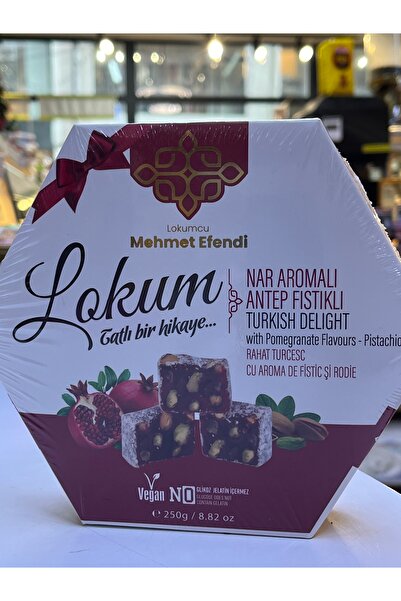 Lokumcu
Mehmet Efendi
Lokum
Tatlı bir hikaye...
NAR AROMALI
ANTEP FISTIKLI
TURKISH DELIGHT
with Pomegranate Flavours - Pistachio
RAHAT TURCESC
CU AROMA DE FISTIC ŞI RODIE
Vegan
NO
GLİKOZ JELATİN İÇERMEZ
GLUCOSE DOES NOT
CONTAIN GELATIN
℮ 250g / 8.82 oz